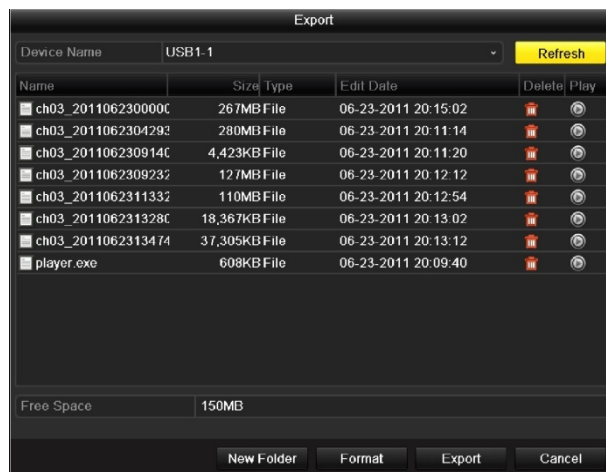 Export
Device Name USB1-1 Refresh
Name Size Type Edit Date Delete Play
ch03_201106230000C 267MB File 06-23-2011 20:15:02
ch03_201106230429З 280MB File 06-23-2011 20:11:14
ch03_201106230914C 4,423KB File 06-23-2011 20:11:20
ch03_2011062309232 127MB File 06-23-2011 20:12:12
ch03_2011062311332 110MB File 06-23-2011 20:12:54
ch03_201106231328C 18,367KB File 06-23-2011 20:13:02
ch03_2011062313474 37,305KB File 06-23-2011 20:13:12
player.exe 608KB File 06-23-2011 20:09:40
Free Space 150MB
New Folder Format Export Cancel